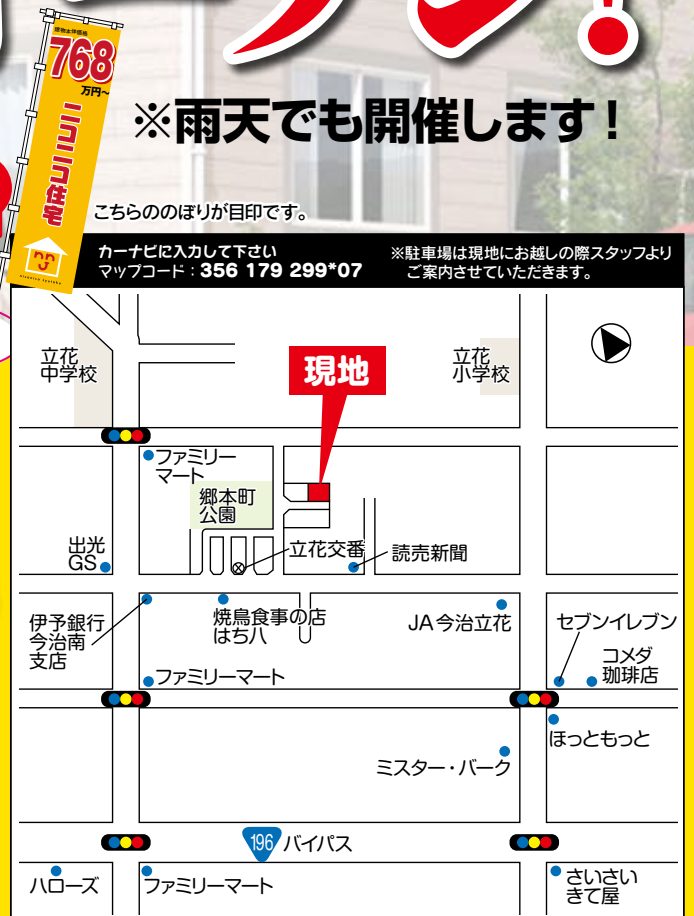 建物本体価格
768
万円〜
ニコニコ住宅
※雨天でも開催します!
こちらののぼりが目印です。
カーナビに入力して下さい
マップコード:356 179 299*07
※駐車場は現地にお越しの際スタッフより
ご案内させていただきます。
立花
中学校
現地
立花
小学校
ファミリー
マート
郷本町
公園
出光
GS
立花交番
読売新聞
伊予銀行
今治南
支店
焼鳥食事の店
はち八
JA今治立花
セブンイレブン
コメダ
珈琲店
ファミリーマート
ほっともっと
ミスター・バーク
196
バイパス
ハローズ
ファミリーマート
さいさい
きて屋